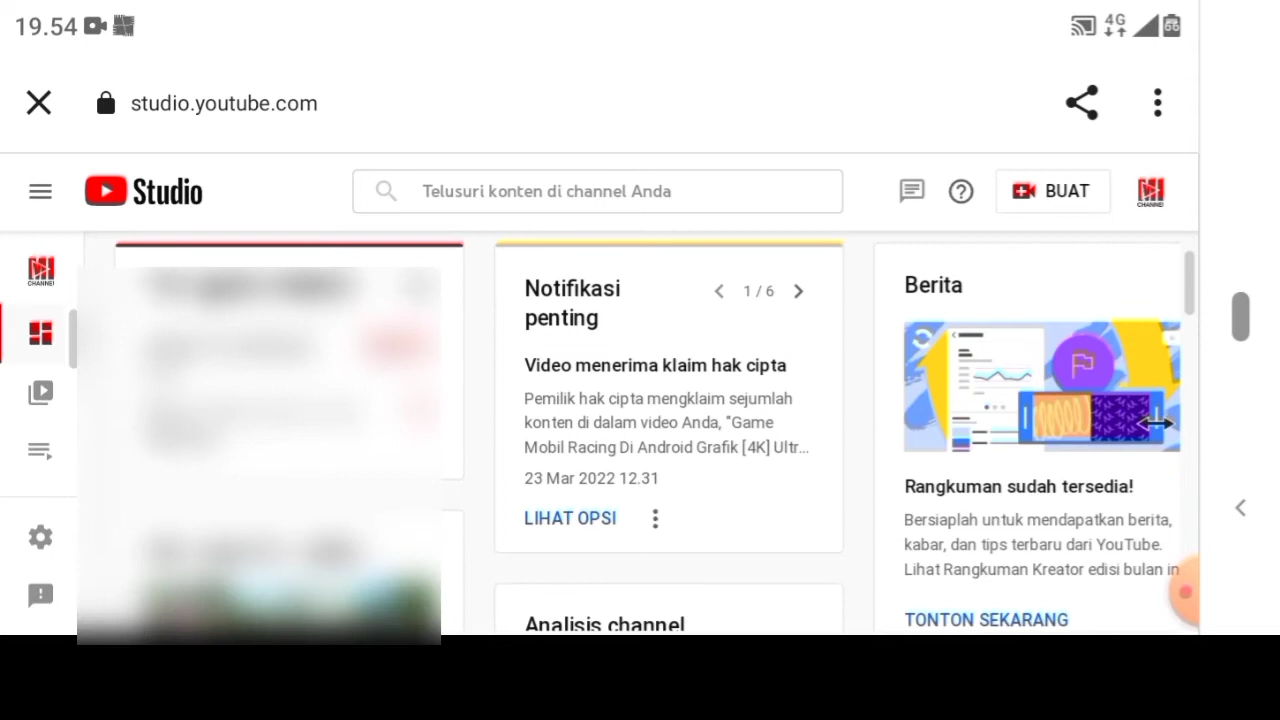 19.54
4G
studio.youtube.com
Studio
Telusuri konten di channel Anda
BUAT
CHANNEL
CHANNEL
Notifikasi
penting
1 / 6
Video menerima klaim hak cipta
Pemilik hak cipta mengklaim sejumlah
konten di dalam video Anda, "Game
Mobil Racing Di Android Grafik [4K] Ultr...
23 Mar 2022 12.31
LIHAT OPSI
Analisis channel
Berita
Rangkuman sudah tersedia!
Bersiaplah untuk mendapatkan berita,
kabar, dan tips terbaru dari YouTube.
Lihat Rangkuman Kreator edisi bulan in
TONTON SEKARANG